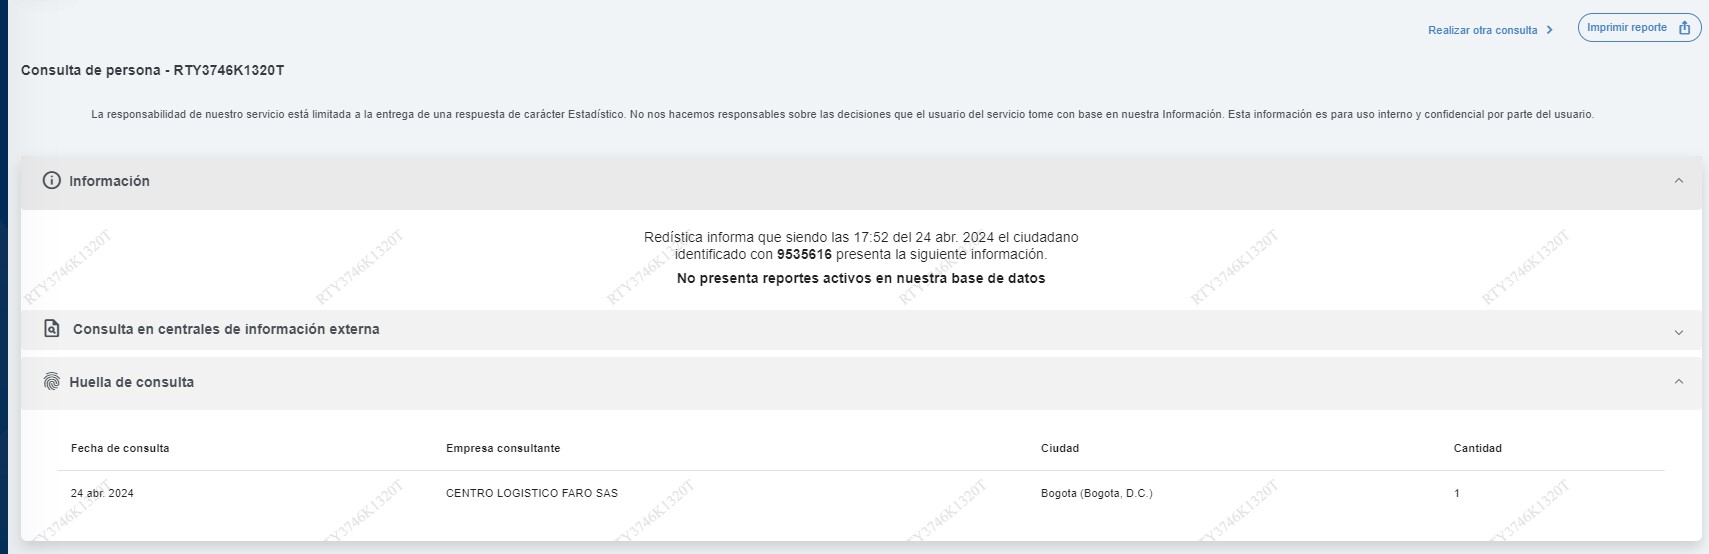 Realizar otra consulta
Imprimir reporte
Consulta de persona - RTY3746K1320T
La responsabilidad de nuestro servicio está limitada a la entrega de una respuesta de carácter Estadístico. No nos hacemos responsables sobre las decisiones que el usuario del servicio tome con base en nuestra Información. Esta información es para uso interno y confidencial por parte del usuario.
Información
Redística informa que siendo las 17:52 del 24 abr. 2024 el ciudadano
identificado con 9535616 presenta la siguiente información.
No presenta reportes activos en nuestra base de datos
RTY3746K1320T RTY3746K1320T RTY3746K1320T RTY3746K1320T RTY3746K1320T RTY3746K1320T
Consulta en centrales de información externa
Huella de consulta
Fecha de consulta Empresa consultante Ciudad Cantidad
24 abr. 2024 CENTRO LOGISTICO FARO SAS Bogota (Bogota, D.C.) 1
RTY3746K1320T RTY3746K1320T RTY3746K1320T RTY3746K1320T RTY3746K1320T RTY3746K1320T